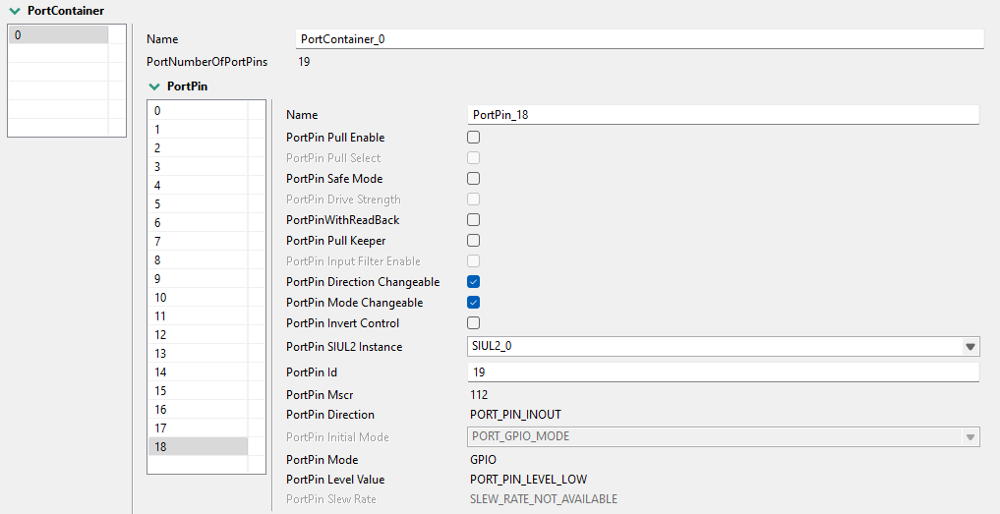 PortContainer
0
Name PortContainer_0
PortNumberOfPortPins 19
PortPin
0
1
2
3
4
5
6
7
8
9
10
11
12
13
14
15
16
17
18
Name PortPin_18
PortPin Pull Enable
PortPin Pull Select
PortPin Safe Mode
PortPin Drive Strength
PortPinWithReadBack
PortPin Pull Keeper
PortPin Input Filter Enable
PortPin Direction Changeable
PortPin Mode Changeable
PortPin Invert Control
PortPin SIUL2 Instance SIUL2_0
PortPin Id 19
PortPin Mscr 112
PortPin Direction PORT_PIN_INOUT
PortPin Initial Mode PORT_GPIO_MODE
PortPin Mode GPIO
PortPin Level Value PORT_PIN_LEVEL_LOW
PortPin Slew Rate SLEW_RATE_NOT_AVAILABLE